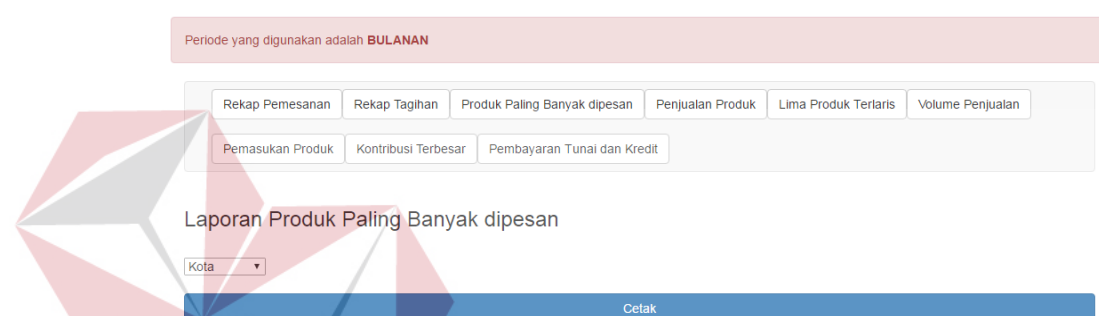 Periode yang digunakan adalah BULANAN
Rekap Pemesanan Rekap Tagihan Produk Paling Banyak dipesan Penjualan Produk Lima Produk Terlaris Volume Penjualan
Pemasukan Produk Kontribusi Terbesar Pembayaran Tunai dan Kredit
Laporan Produk Paling Banyak dipesan
Kota
Cetak